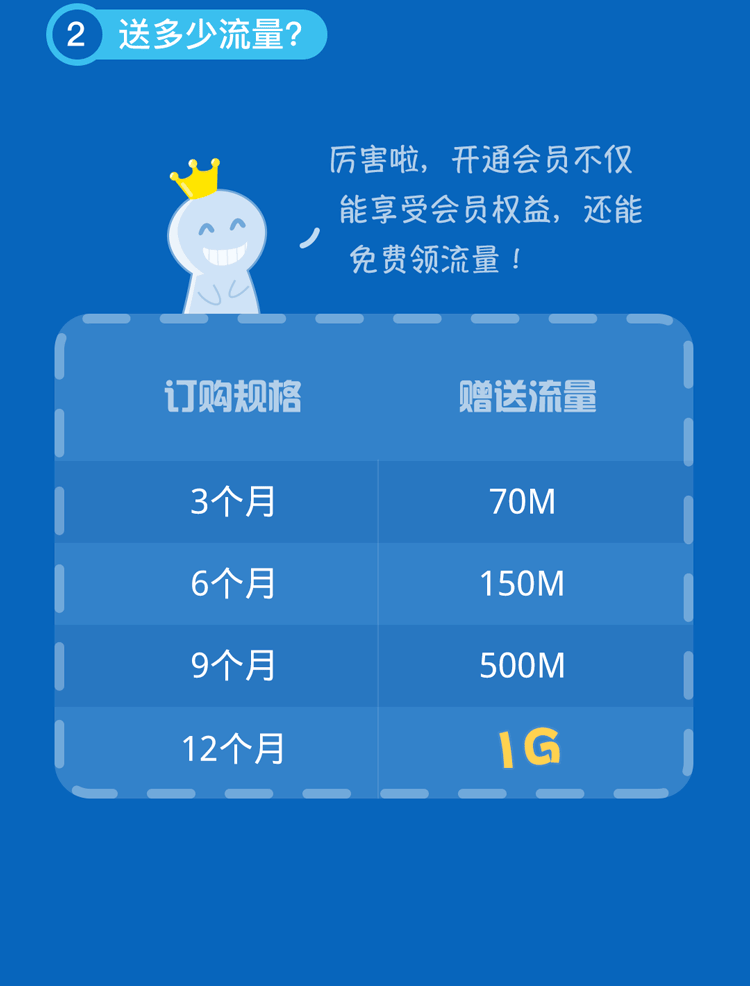 2 送多少流量?
厉害啦，开通会员不仅
能享受会员权益，还能
免费领流量！
订购规格 赠送流量
3个月 70M
6个月 150M
9个月 500M
12个月 1G